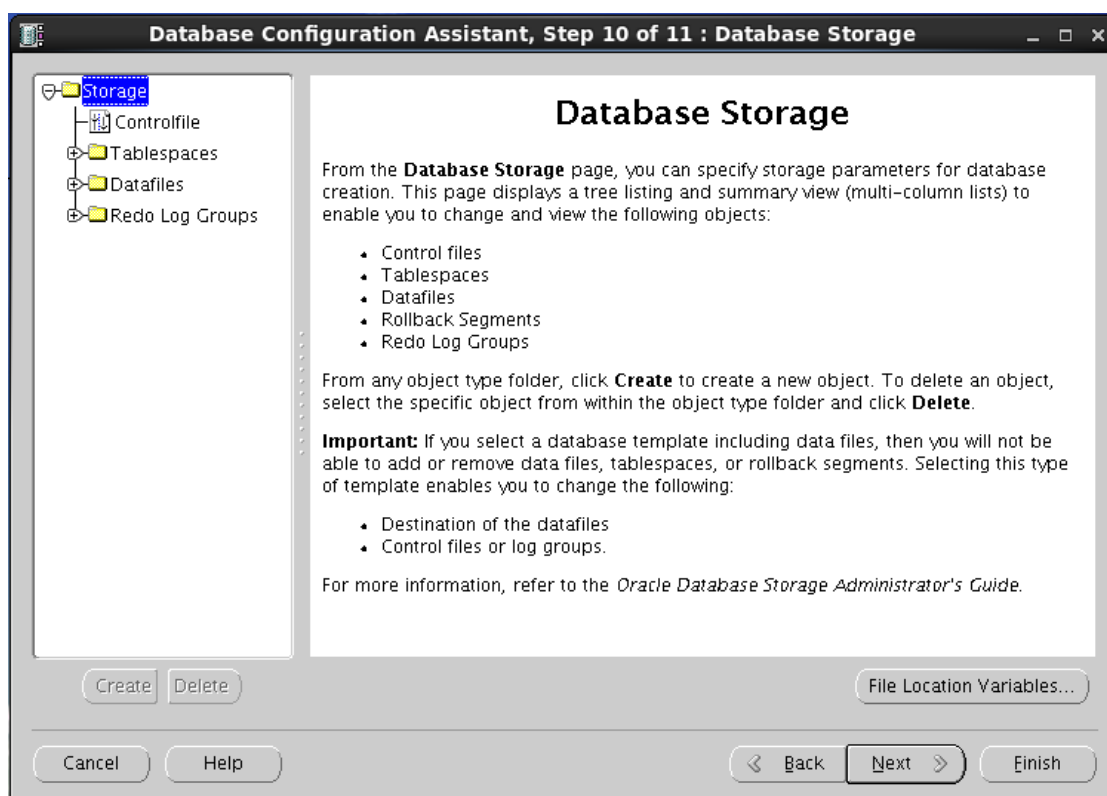 Database Configuration Assistant, Step 10 of 11 : Database Storage
Storage
Controlfile
Tablespaces
Datafiles
Redo Log Groups
Database Storage
From the Database Storage page, you can specify storage parameters for database
creation. This page displays a tree listing and summary view (multi-column lists) to
enable you to change and view the following objects:
• Control files
• Tablespaces
• Datafiles
• Rollback Segments
• Redo Log Groups
From any object type folder, click Create to create a new object. To delete an object,
select the specific object from within the object type folder and click Delete.
Important: If you select a database template including data files, then you will not be
able to add or remove data files, tablespaces, or rollback segments. Selecting this type
of template enables you to change the following:
• Destination of the datafiles
• Control files or log groups.
For more information, refer to the Oracle Database Storage Administrator's Guide.
Create Delete
File Location Variables...
Cancel Help Back Next Finish